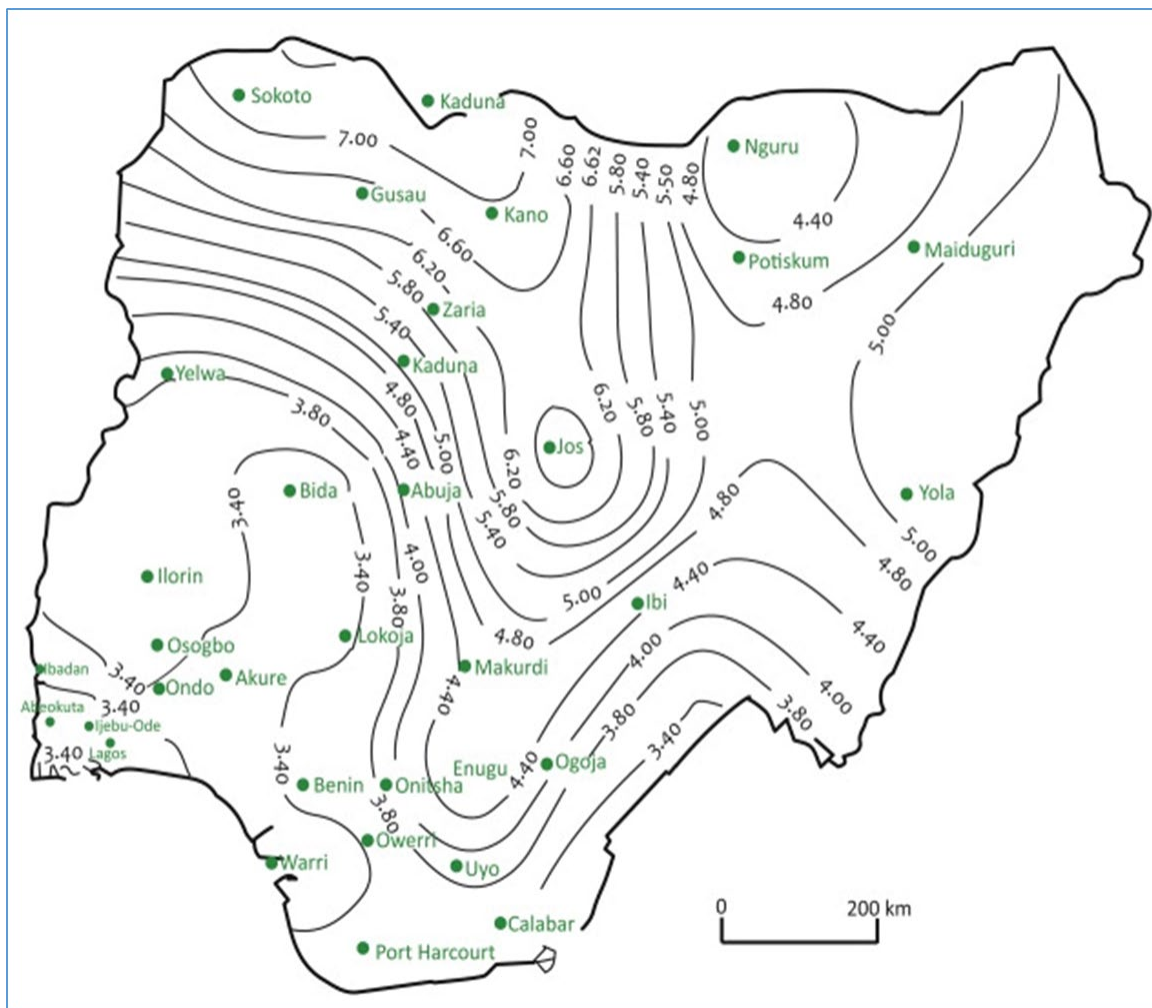 Sokoto
Kaduna
7.00
7.00
6.60
6.62
5.80
5.40
5.50
4.80
Nguru
Gusau
Kano
4.40
6.60
6.20
Potiskum
Maiduguri
5.80
Zaria
4.80
5.40
5.00
Kaduna
Yelwa
4.80
3.80
6.20
5.80
5.40
5.00
4.40
5.00
Jos
6.20
Bida
Abuja
4.80
Yola
3.40
5.80
5.40
5.00
4.00
3.40
4.80
Ilorin
4.40
3.80
5.00
Ibi
4.80
4.40
Osogbo
Lokoja
4.00
Ibadan
Makurdi
3.40
Ondo
Akure
4.40
4.00
Abeokuta
3.40
3.80
3.80
Ijebu-Ode
3.40
Lagos
3.40
3.40
Enugu
4.40
Ogoja
Benin
Onitsha
3.80
Owerri
Warri
Uyo
0
200 km
Calabar
Port Harcourt